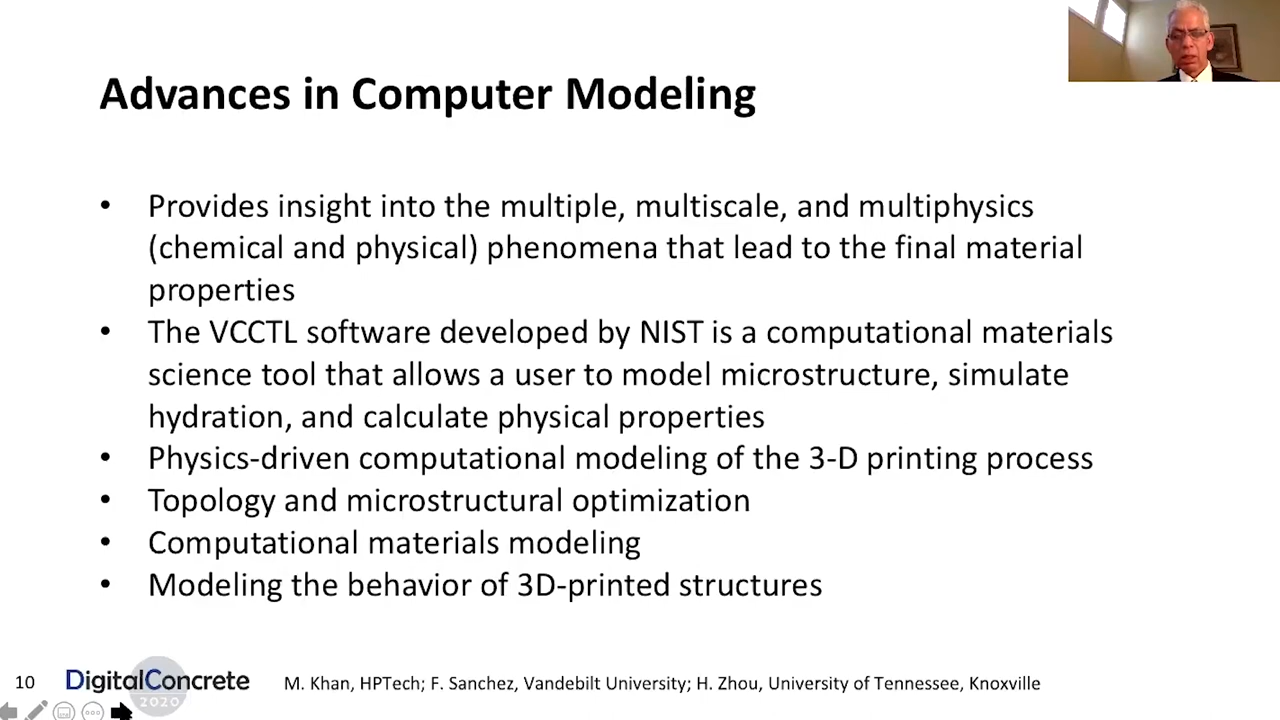 Advances in Computer Modeling
• Provides insight into the multiple, multiscale, and multiphysics
(chemical and physical) phenomena that lead to the final material
properties
• The VCCTL software developed by NIST is a computational materials
science tool that allows a user to model microstructure, simulate
hydration, and calculate physical properties
• Physics-driven computational modeling of the 3-D printing process
• Topology and microstructural optimization
• Computational materials modeling
• Modeling the behavior of 3D-printed structures
10 DigitalConcrete M. Khan, HPTech; F. Sanchez, Vandebilt University; H. Zhou, University of Tennessee, Knoxville
2020